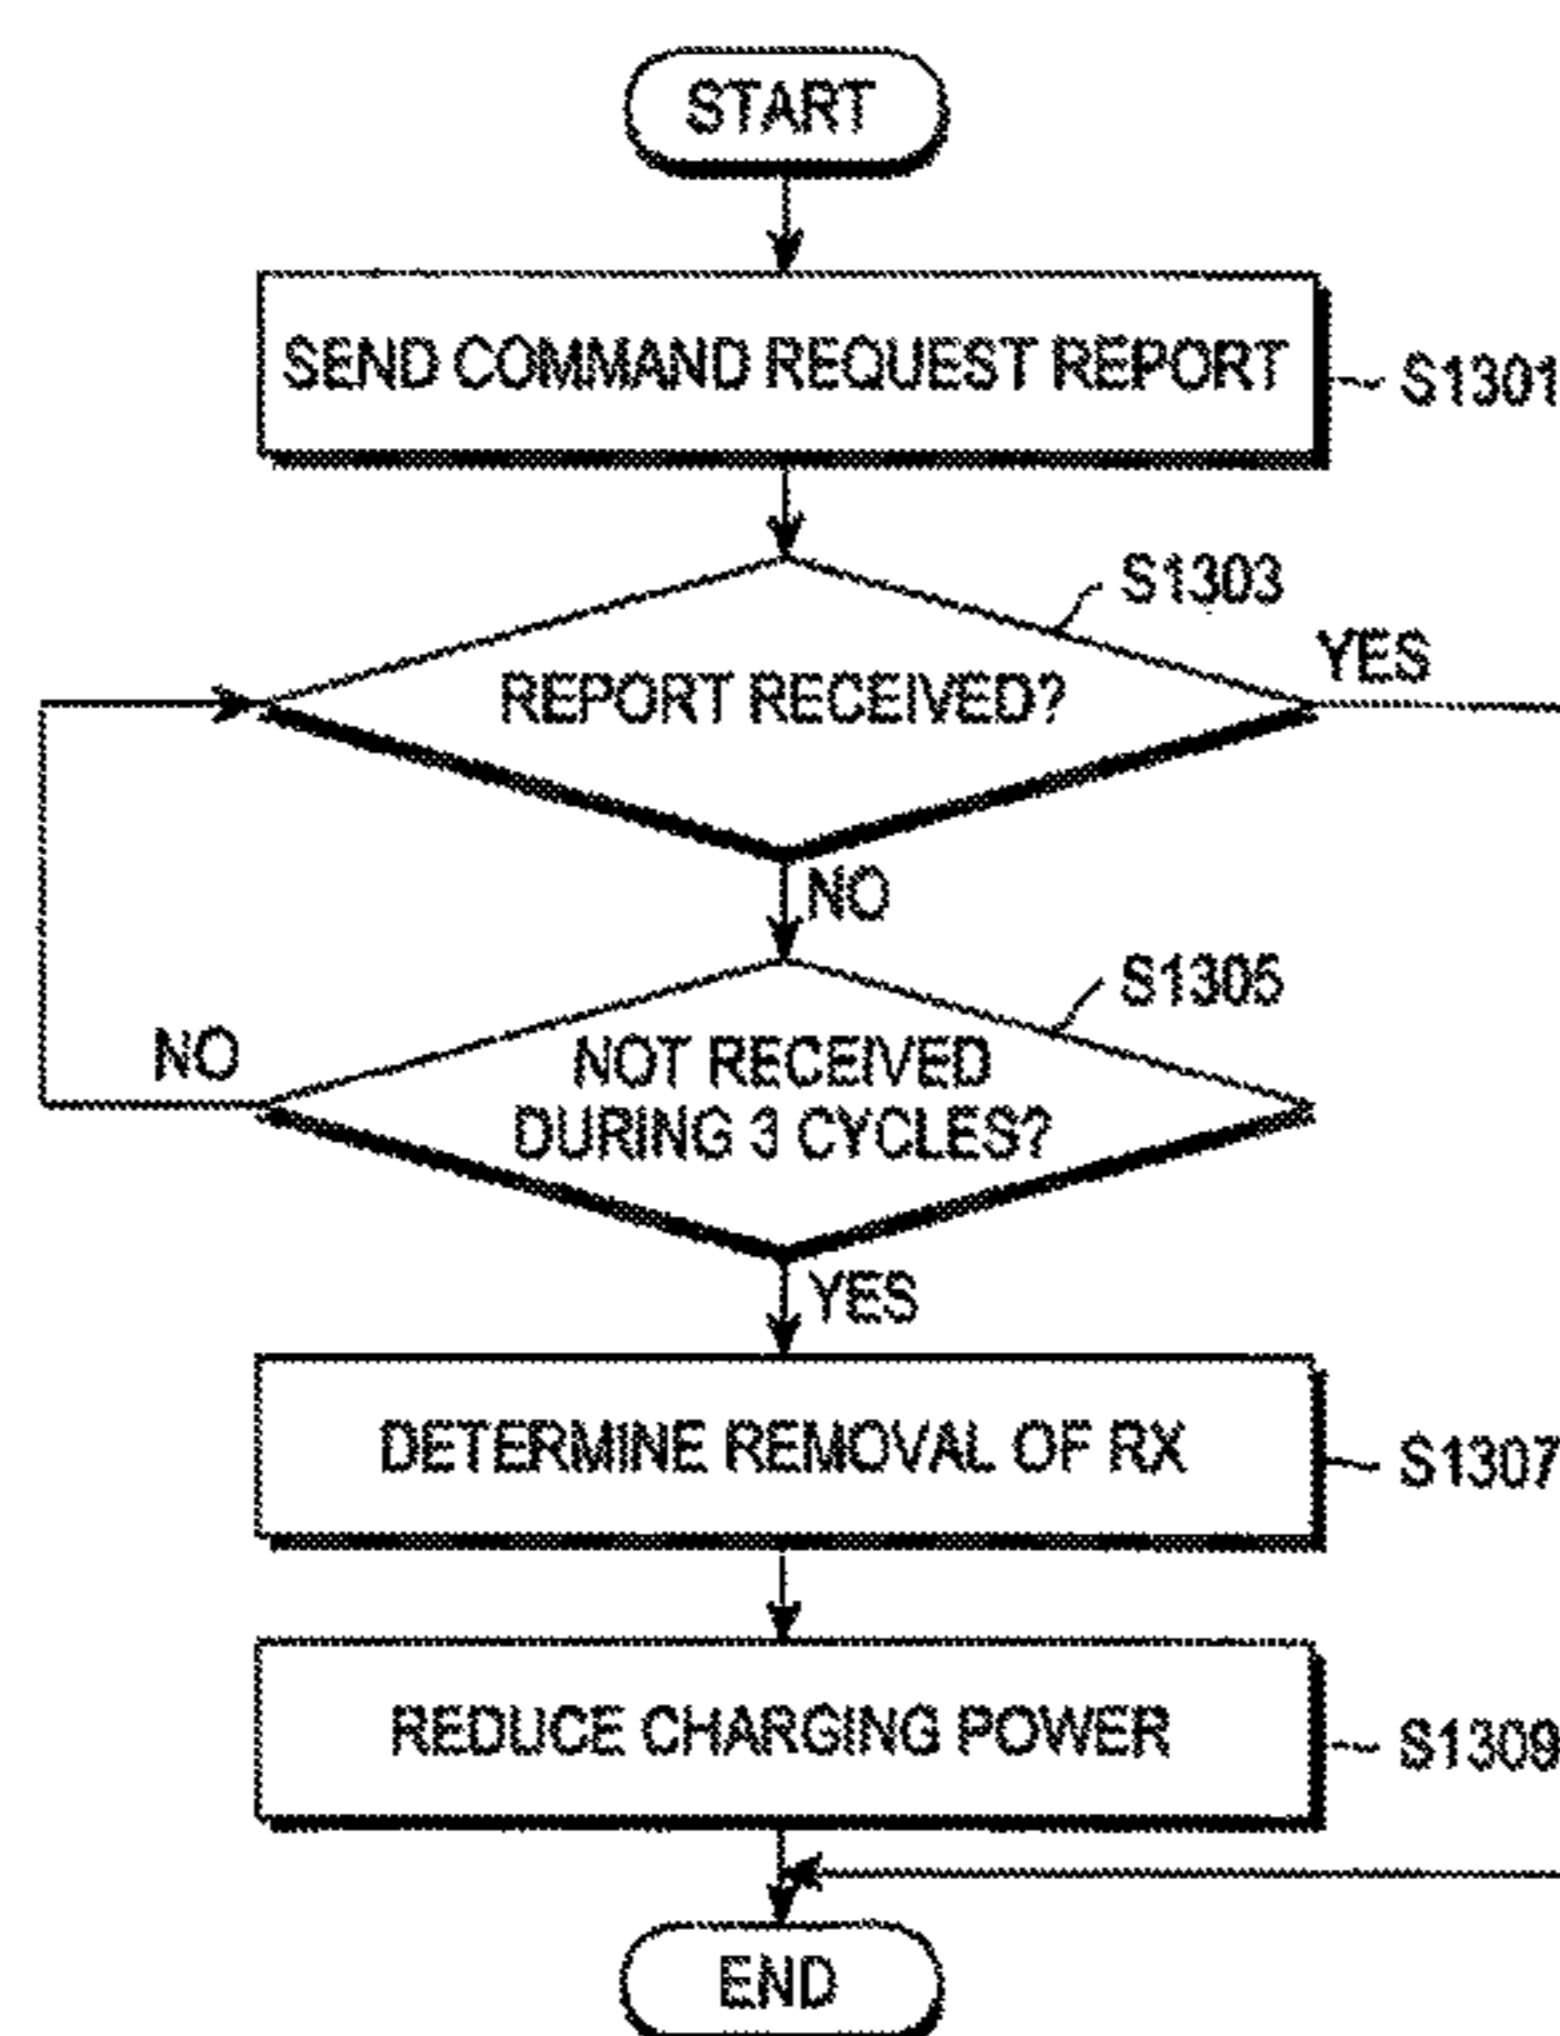 START
SEND COMMAND REQUEST REPORT
S1301
S1303
YES
REPORT RECEIVED?
NO
S1305
NO
NOT RECEIVED
DURING 3 CYCLES?
YES
DETERMINE REMOVAL OF RX
S1307
REDUCE CHARGING POWER
S1309
END